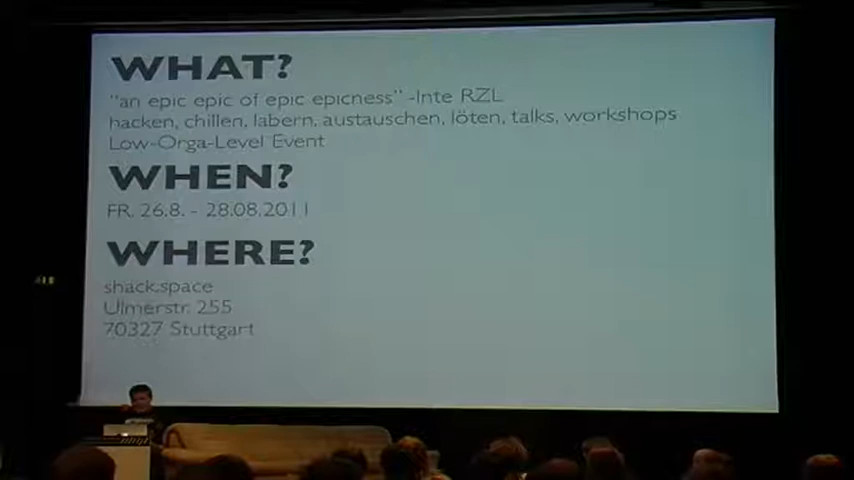 WHAT?
"an epic epic of epic epicness" -Inte RZL
hacken, chillen, labern, austauschen, löten, talks, workshops
Low-Orga-Level Event
WHEN?
FR. 26.8. - 28.08.2011
WHERE?
shack.space
Ulmerstr. 255
70327 Stuttgart